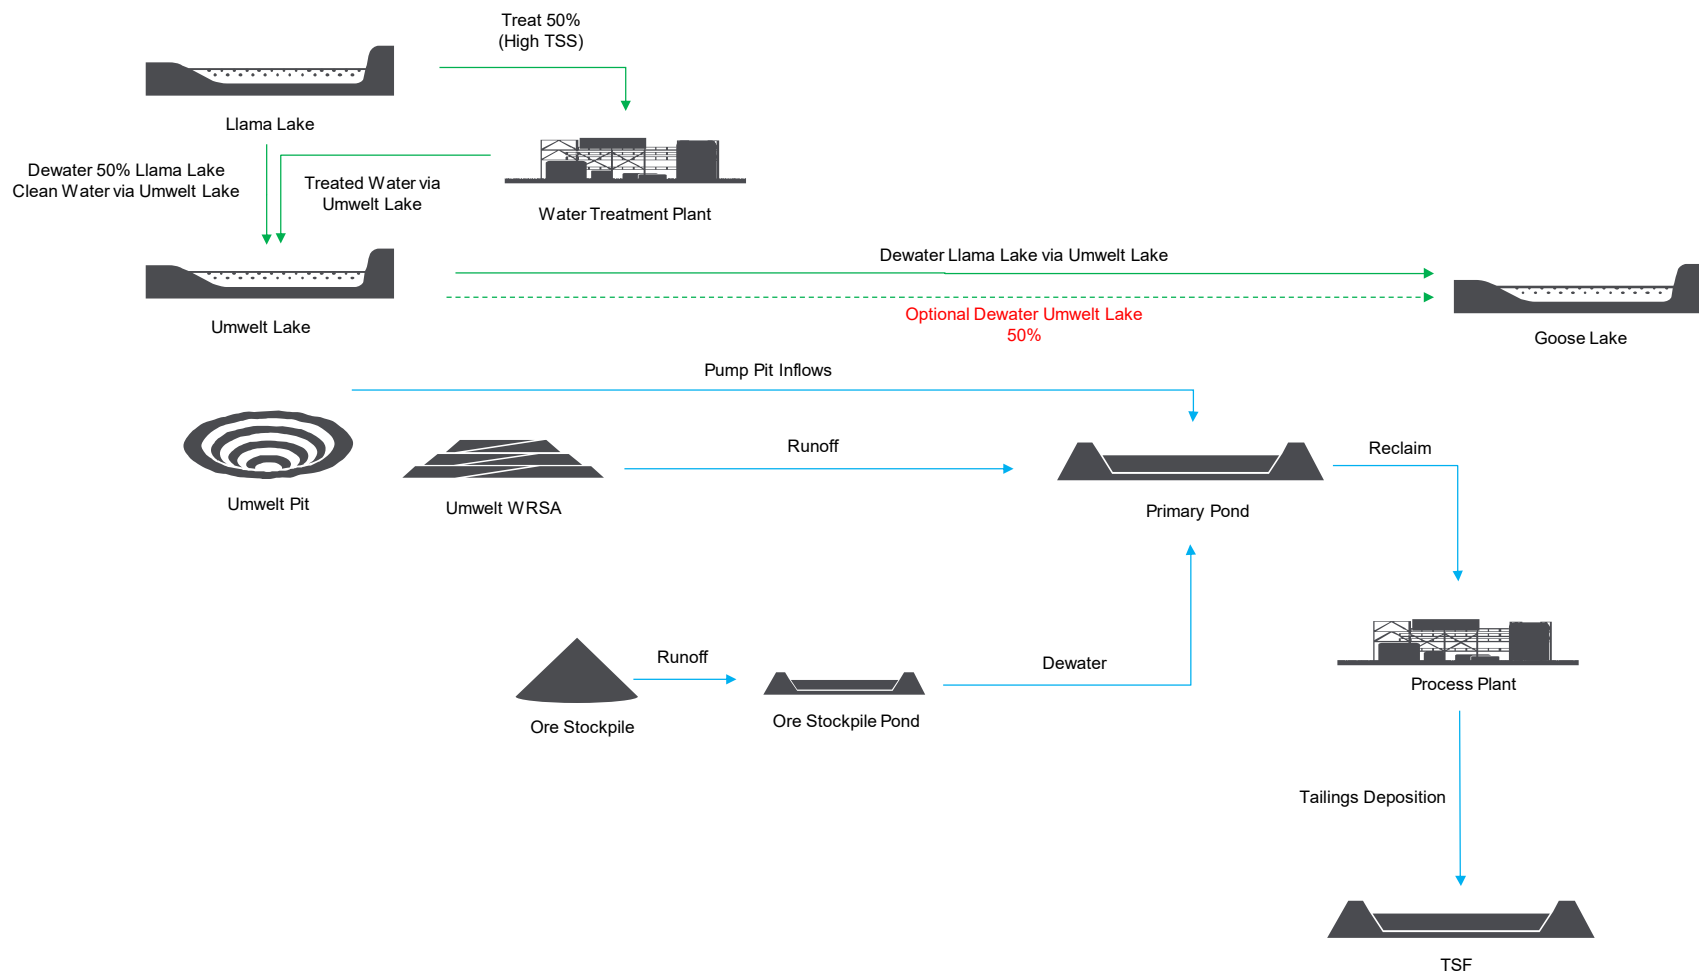 Treat 50%
(High TSS)
Llama Lake
Dewater 50% Llama Lake
Clean Water via Umwelt Lake
Treated Water via
Umwelt Lake
Water Treatment Plant
Dewater Llama Lake via Umwelt Lake
Umwelt Lake
Optional Dewater Umwelt Lake
50%
Goose Lake
Pump Pit Inflows
Runoff
Reclaim
Umwelt Pit
Umwelt WRSA
Primary Pond
Runoff
Dewater
Process Plant
Ore Stockpile
Ore Stockpile Pond
Tailings Deposition
TSF